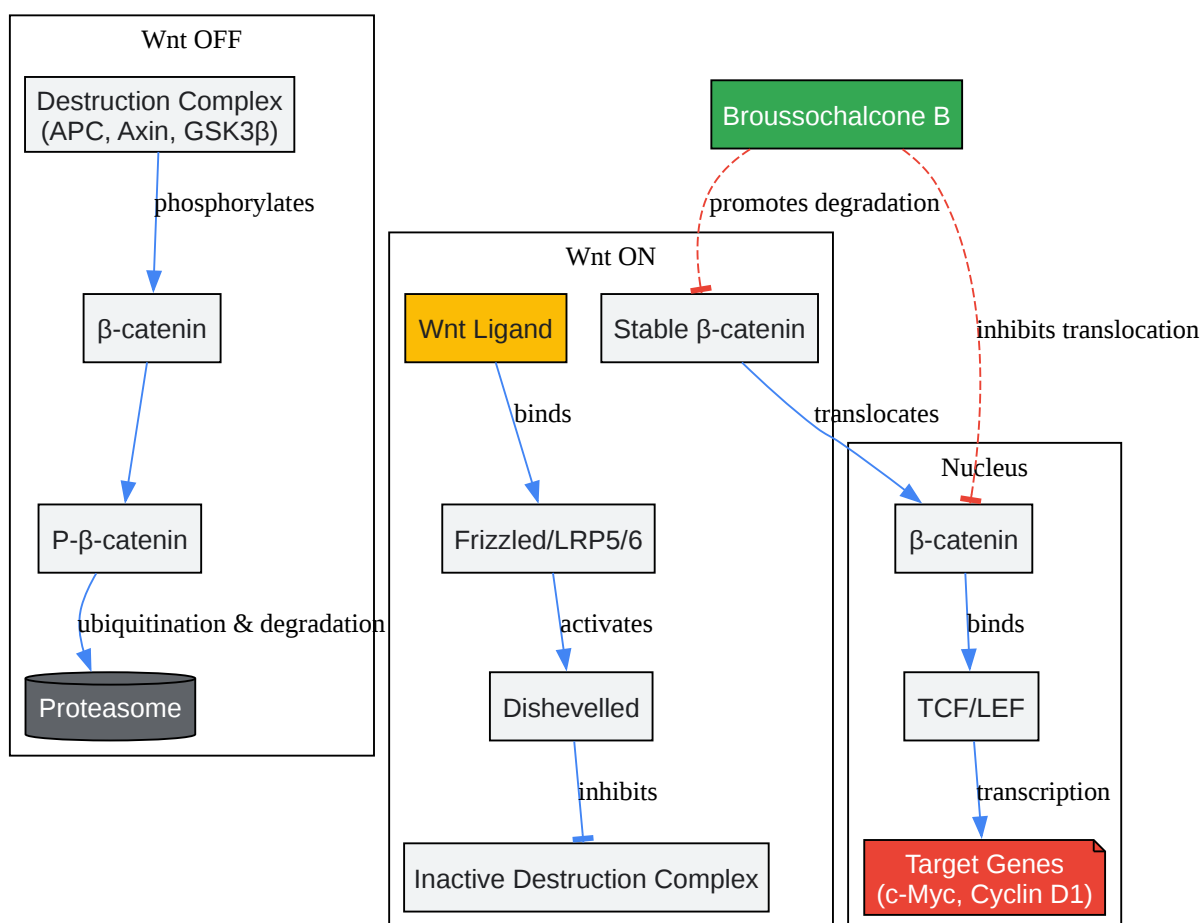 Wnt OFF
Destruction Complex
(APC, Axin, GSK3β)
phosphorylates
β-catenin
P-β-catenin
ubiquitination & degradation
Proteasome
Broussochalcone B
promotes degradation
inhibits translocation
Wnt ON
Wnt Ligand
Stable β-catenin
binds
translocates
Frizzled/LRP5/6
activates
Dishevelled
inhibits
Inactive Destruction Complex
Nucleus
β-catenin
binds
TCF/LEF
transcription
Target Genes
(c-Myc, Cyclin D1)